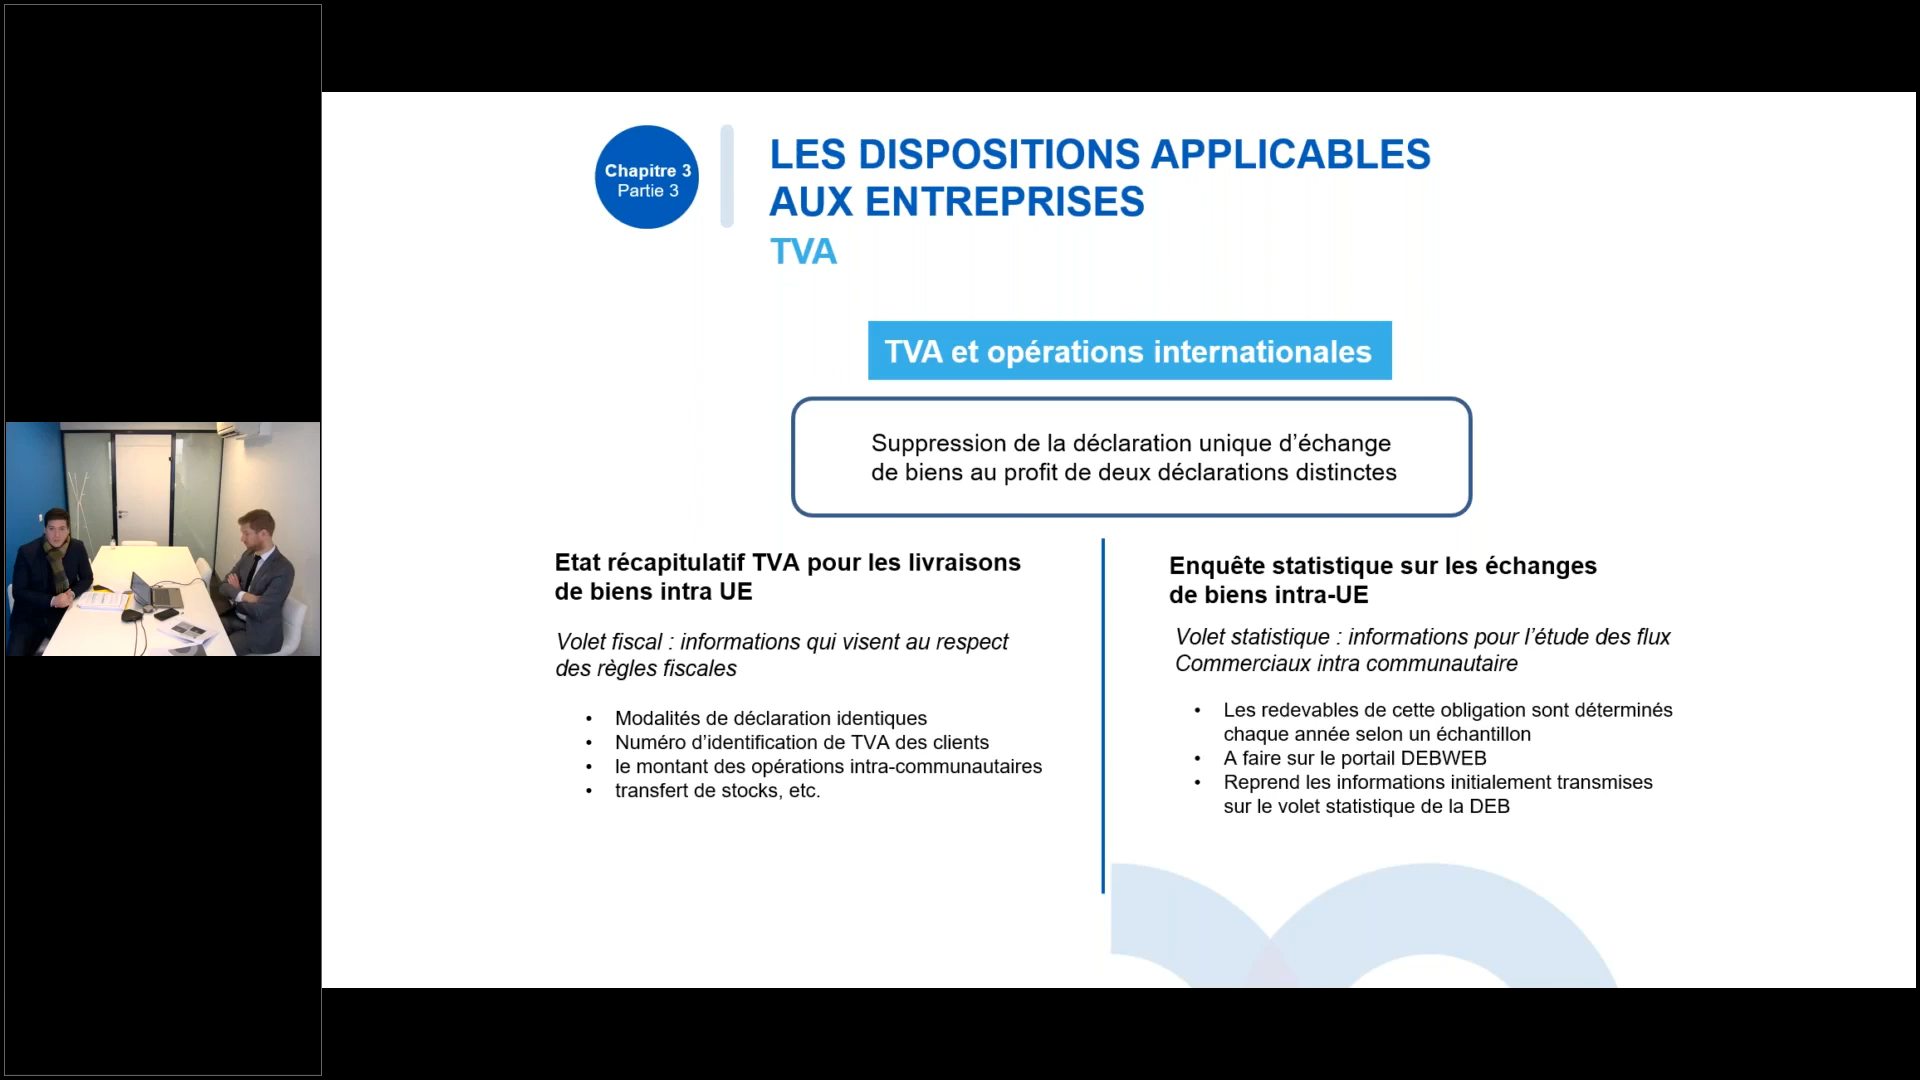 Chapitre 3
Partie 3
LES DISPOSITIONS APPLICABLES
AUX ENTREPRISES
TVA
TVA et opérations internationales
Suppression de la déclaration unique d’échange
de biens au profit de deux déclarations distinctes
Etat récapitulatif TVA pour les livraisons
de biens intra UE
Volet fiscal : informations qui visent au respect
des règles fiscales
• Modalités de déclaration identiques
• Numéro d’identification de TVA des clients
• le montant des opérations intra-communautaires
• transfert de stocks, etc.
Enquête statistique sur les échanges
de biens intra-UE
Volet statistique : informations pour l’étude des flux
Commerciaux intra communautaire
• Les redevables de cette obligation sont déterminés
chaque année selon un échantillon
• A faire sur le portail DEBWEB
• Reprend les informations initialement transmises
sur le volet statistique de la DEB